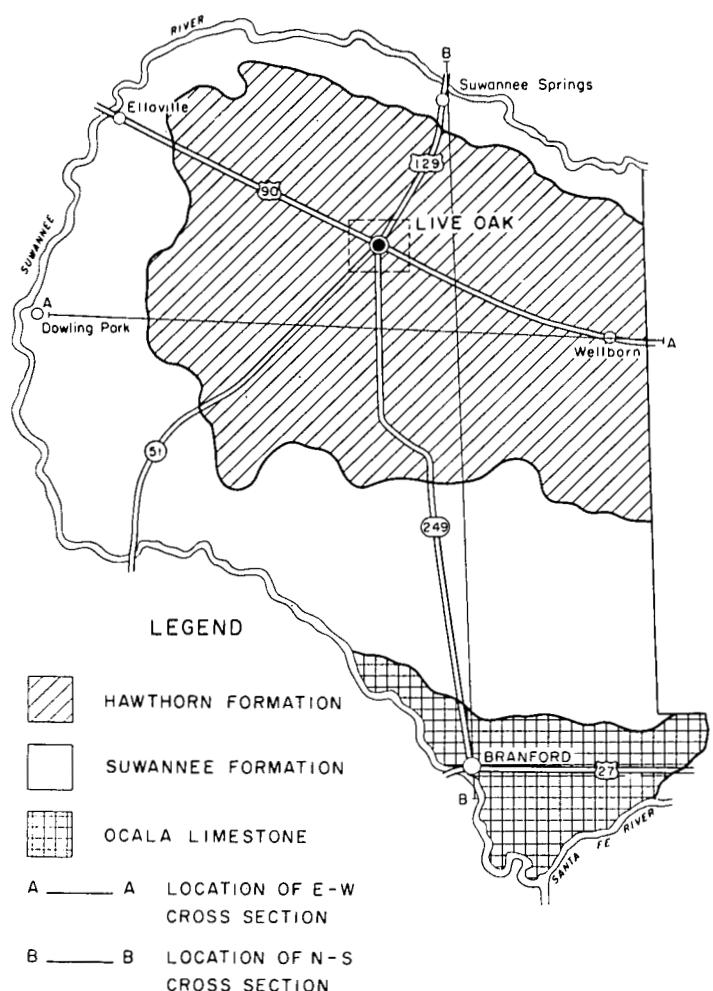 RIVER
B
Suwannee Springs
Ellaville
129
90
LIVE OAK
SUWANNEE
A
Dowling Park
Wellborn
A
51
249
LEGEND
HAWTHORN FORMATION
SUWANNEE FORMATION
BRANFORD
27
B
OCALA LIMESTONE
SANTA FE RIVER
A A LOCATION OF E-W
CROSS SECTION
B B LOCATION OF N-S
CROSS SECTION